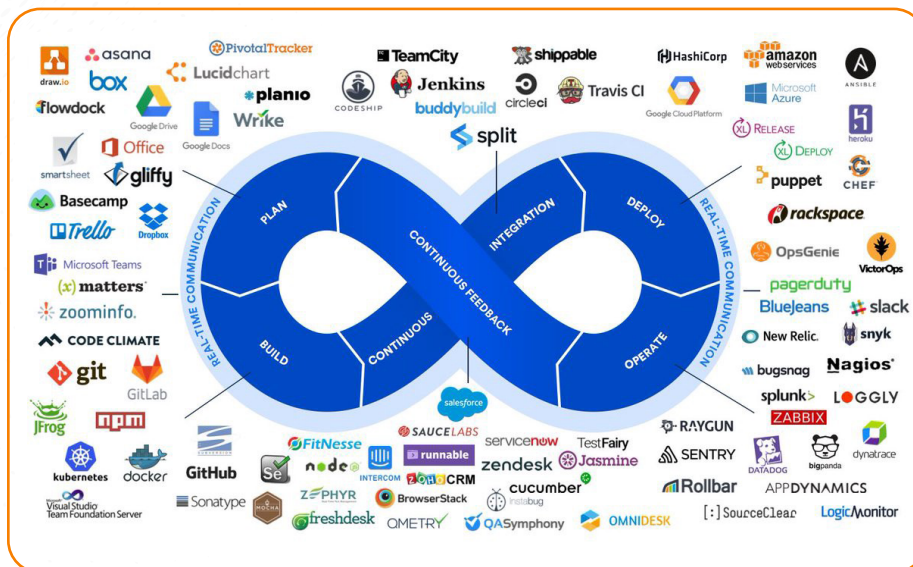 draw.io
asana
PivotalTracker
box
Lucidchart
flowdock
Google Drive
planio
Google Docs
Wrike
smartsheet
Office
gliffy
Basecamp
Trello
Dropbox
TC
TeamCity
shippable
CODESHIP
Jenkins
circleci
Travis CI
buddybuild
split
HashiCorp
amazon
web services
ANSIBLE
Google Cloud Platform
Microsoft
Azure
XL RELEASE
XL DEPLOY
heroku
puppet
CHEF
rackspace
PLAN
BUILD
CONTINUOUS
INTEGRATION
CONTINUOUS FEEDBACK
DEPLOY
OPERATE
REAL-TIME COMMUNICATION
REAL-TIME COMMUNICATION
Microsoft Teams
(x) matters
zoominfo.
OpsGenie
VictorOps
pagerduty
BlueJeans
slack
CODE CLIMATE
git
GitLab
JFrog
npm
kubernetes
docker
GitHub
SUBVERSION
Visual Studio
Team Foundation Server
Sonatype
salesforce
SAUCELABS
FitNesse
Se
node
INTERCOM
runnable
servicenow
TestFairy
zendesk
Jasmine
ZOHO CRM
MOCHA
ZEPHYR
BrowserStack
cucumber
instabug
freshdesk
QMETRY
QASymphony
OMNIDESK
New Relic.
snyk
bugsnag
Nagios®
splunk>
LOGGLY
ZABBIX
RAYGUN
SENTRY
DATADOG
bigpanda
dynatrace
Rollbar
APPDYNAMICS
[:]SourceClear
LogicMonitor